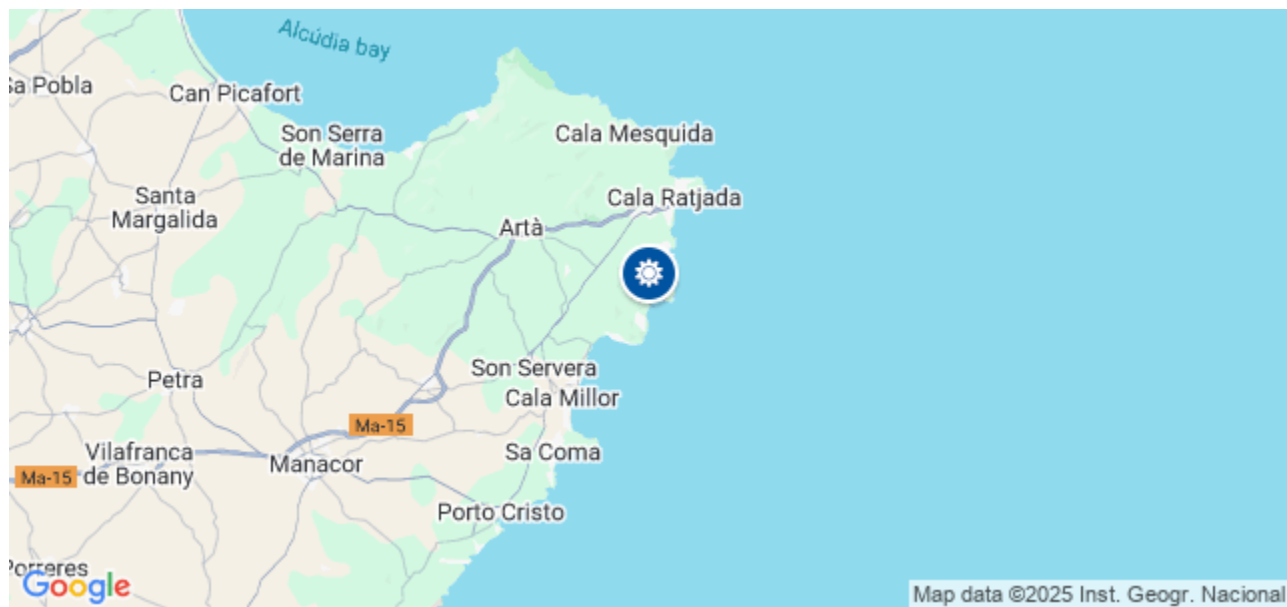 Alcúdia bay
Sa Pobla
Can Picafort
Son Serra
de Marina
Cala Mesquida
Santa
Margalida
Cala Ratjada
Artà
Son Servera
Petra
Cala Millor
Ma-15
Vilafranca
de Bonany
Sa Coma
Manacor
Ma-15
Porto Cristo
Porreres
Google
Map data ©2025 Inst. Geogr. Nacional